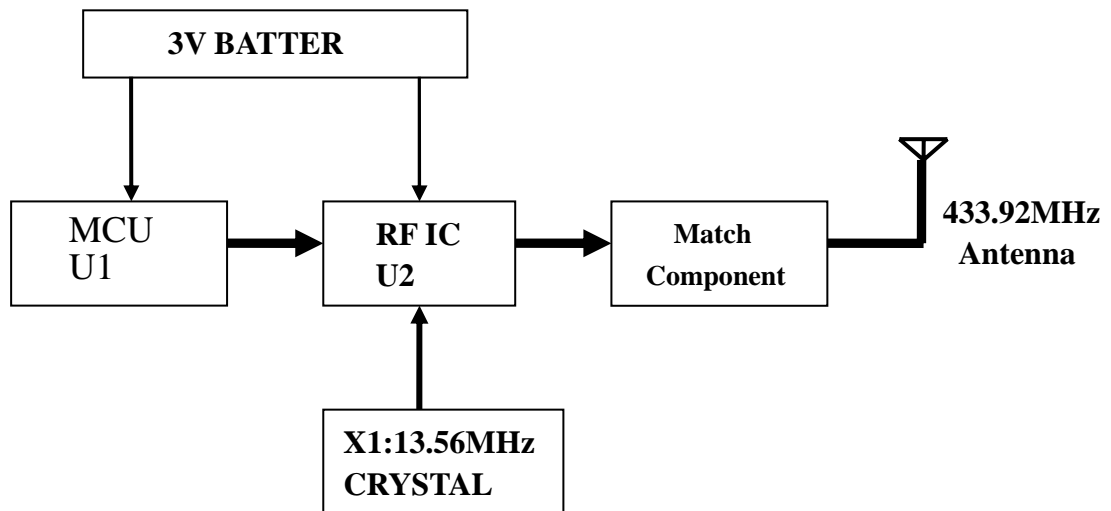 3V BATTER
MCU
U1
RF IC
U2
Match
Component
433.92MHz
Antenna
X1:13.56MHz
CRYSTAL